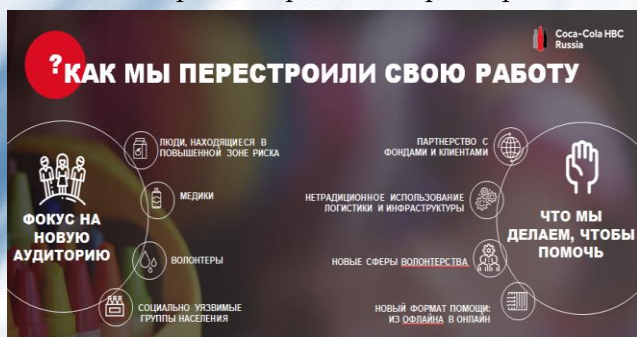 Coca-Cola HBC
Russia
? КАК МЫ ПЕРЕСТРОИЛИ СВОЮ РАБОТУ
ФОКУС НА
НОВУЮ
АУДИТОРИЮ
ЛЮДИ, НАХОДЯЩИЕСЯ В
ПОВЫШЕННОЙ ЗОНЕ РИСКА
МЕДИКИ
ВОЛОНТЕРЫ
СОЦИАЛЬНО УЯЗВИМЫЕ
ГРУППЫ НАСЕЛЕНИЯ
ПАРТНЕРСТВО С
ФОНДАМИ И КЛИЕНТАМИ
НЕТРАДИЦИОННОЕ ИСПОЛЬЗОВАНИЕ
ЛОГИСТИКИ И ИНФРАСТРУКТУРЫ
НОВЫЕ СФЕРЫ ВОЛОНТЕРСТВА
НОВЫЙ ФОРМАТ ПОМОЩИ:
ИЗ ОФЛАЙНА В ОНЛАЙН
ЧТО МЫ
ДЕЛАЕМ, ЧТОБЫ
ПОМОЧЬ